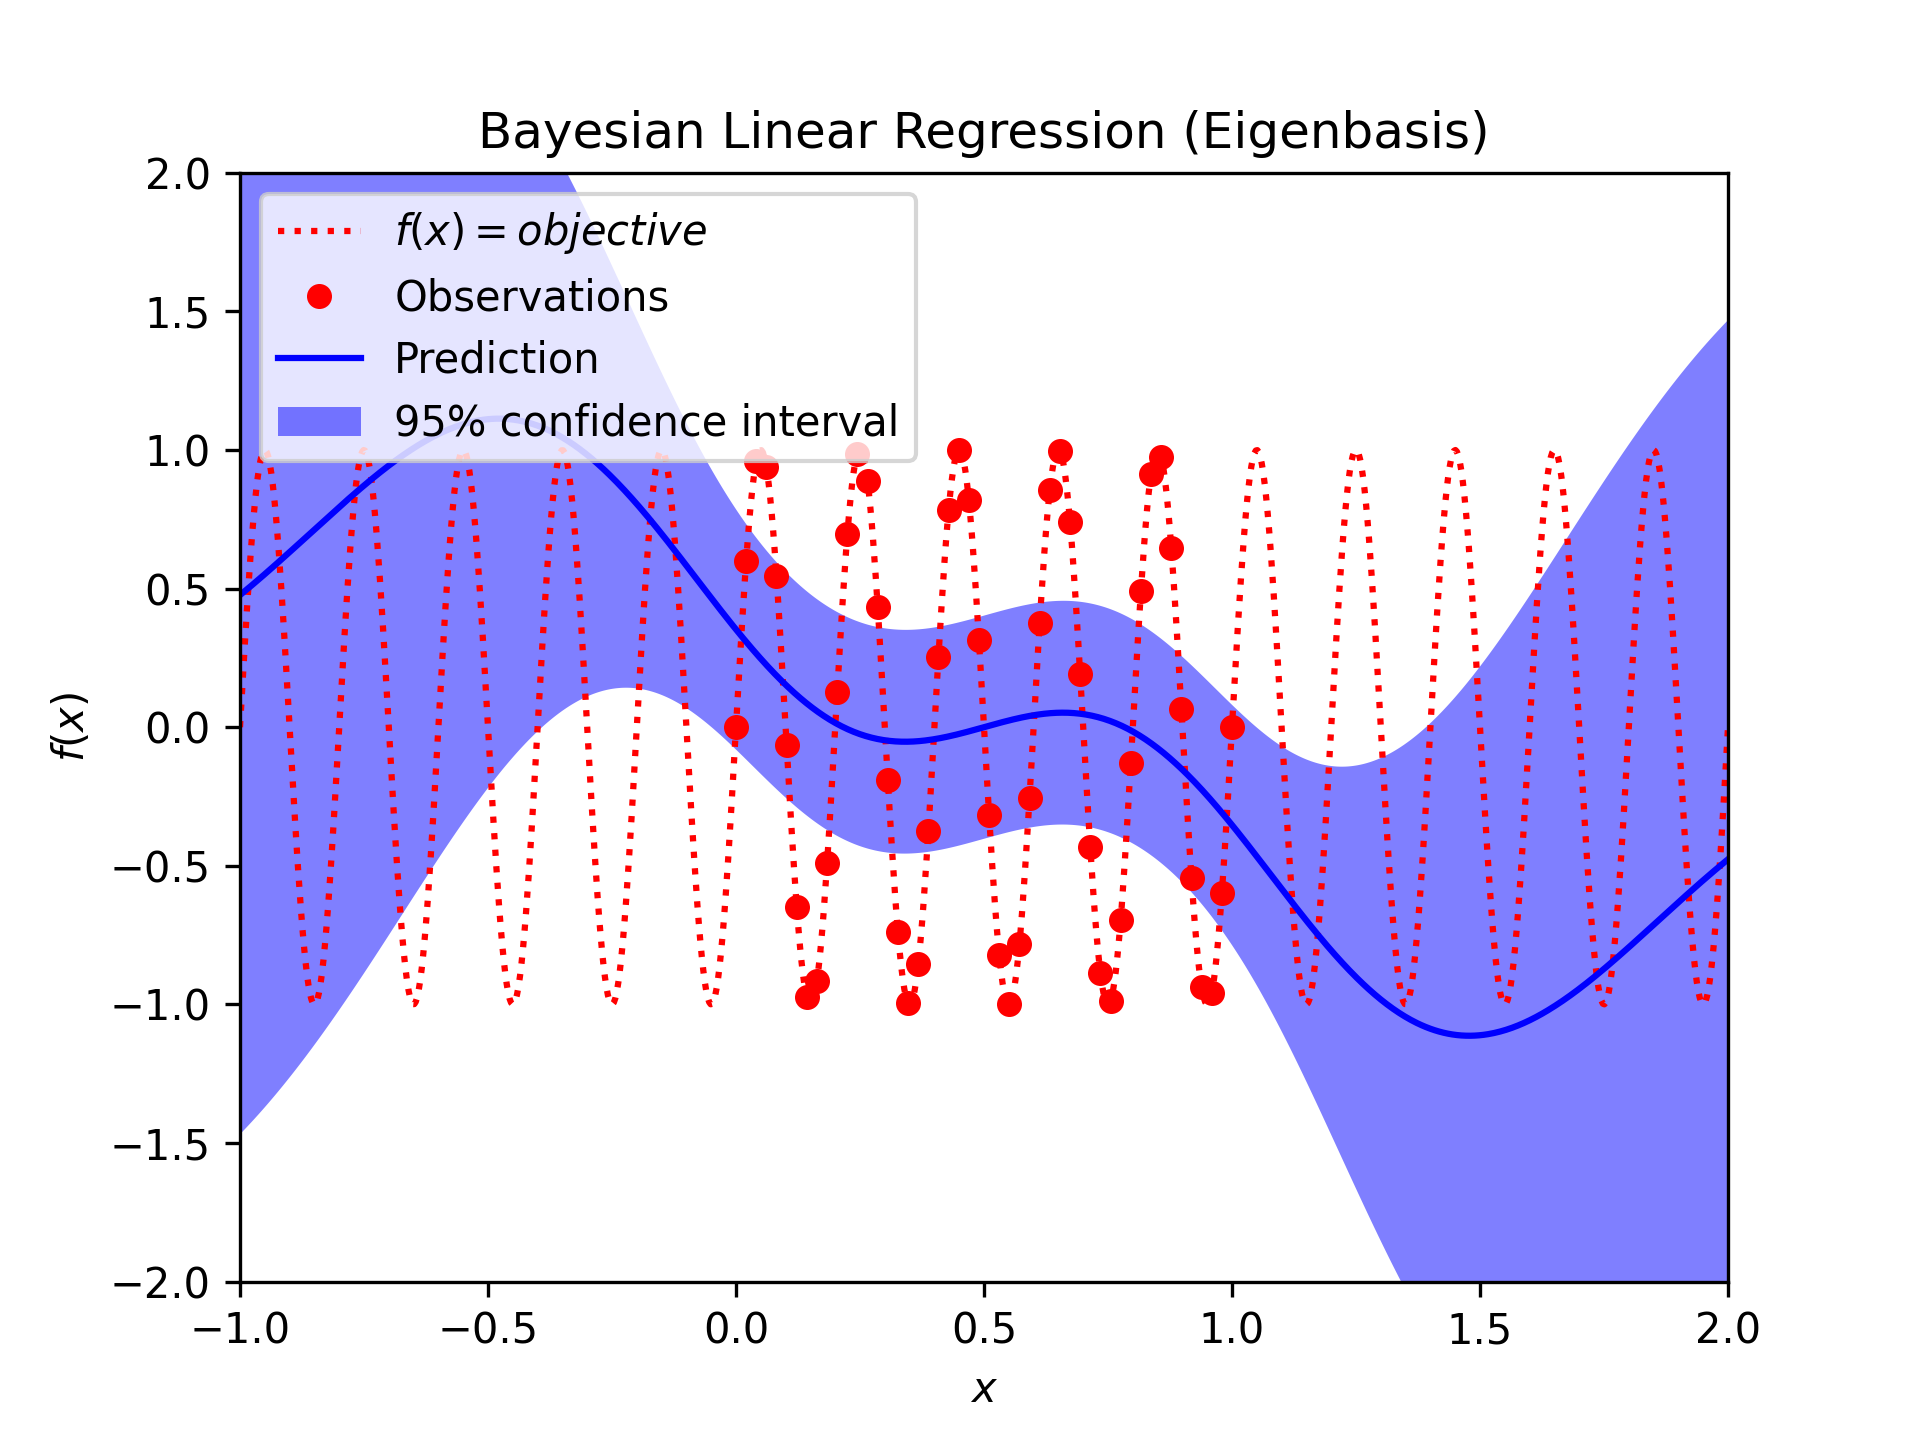 Bayesian Linear Regression (Eigenbasis)
f(x) = objective
Observations
Prediction
95% confidence interval
2.0
1.5
1.0
0.5
0.0
−0.5
−1.0
−1.5
−2.0
f(x)
−1.0 −0.5 0.0 0.5 1.0 1.5 2.0
x